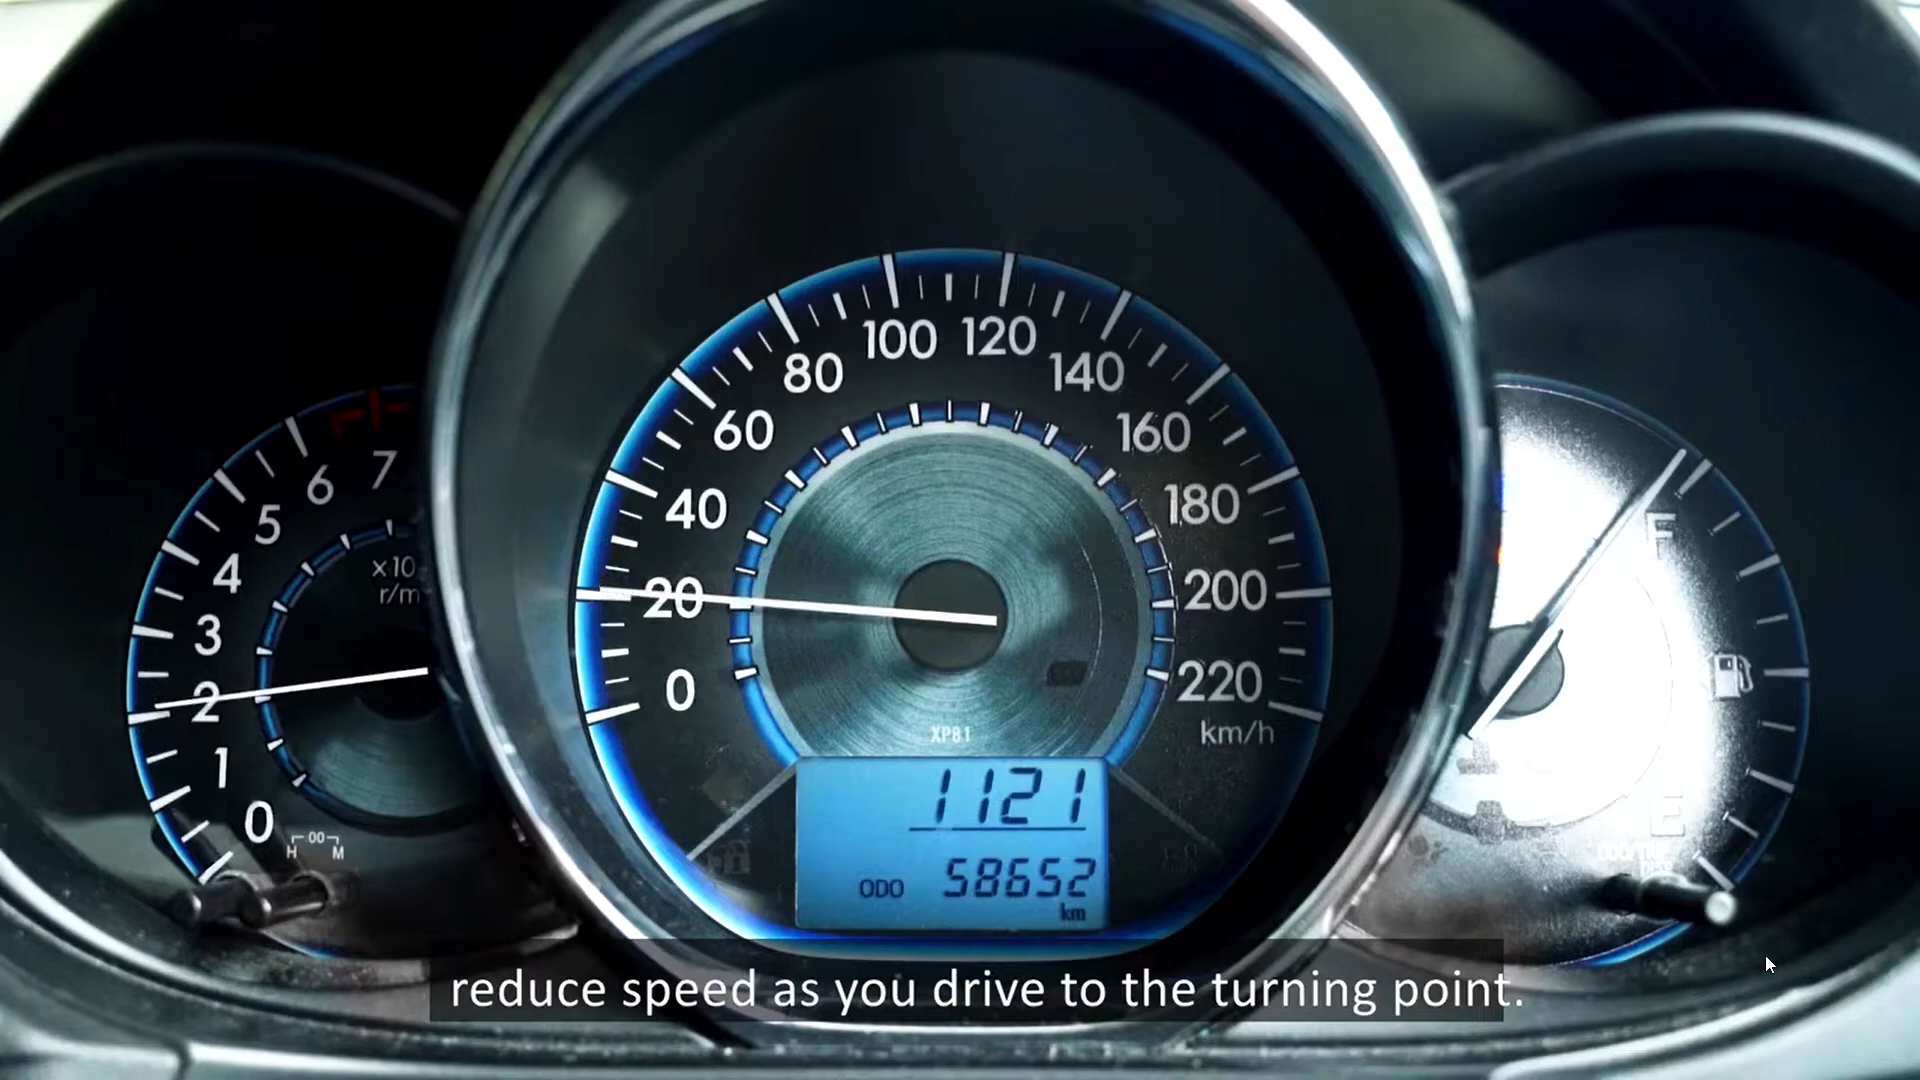 0
1
2
3
4
5
6
7
x10
r/m
H 00 M
0
20
40
60
80
100
120
140
160
180
200
220
km/h
XP81
1121
ODO 58652
km
F
E
reduce speed as you drive to the turning point.